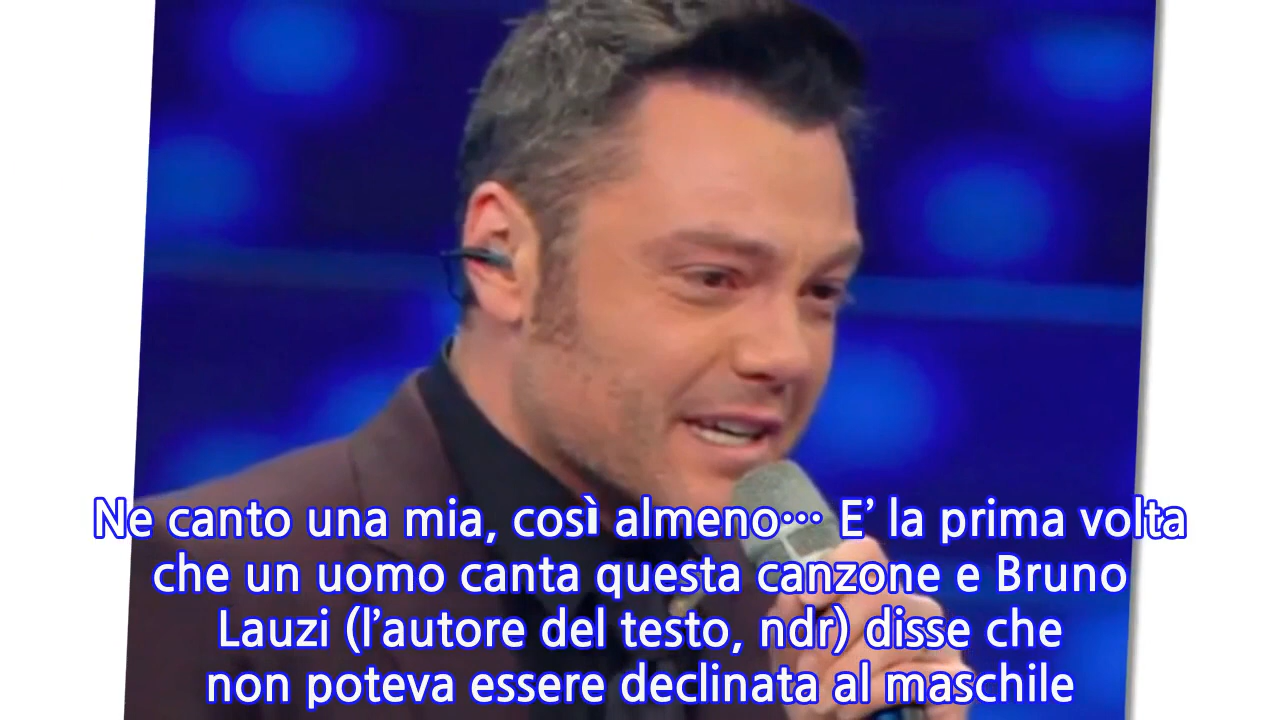 Ne canto una mia, così almeno… E’ la prima volta
che un uomo canta questa canzone e Bruno
Lauzi (l’autore del testo, ndr) disse che
non poteva essere declinata al maschile